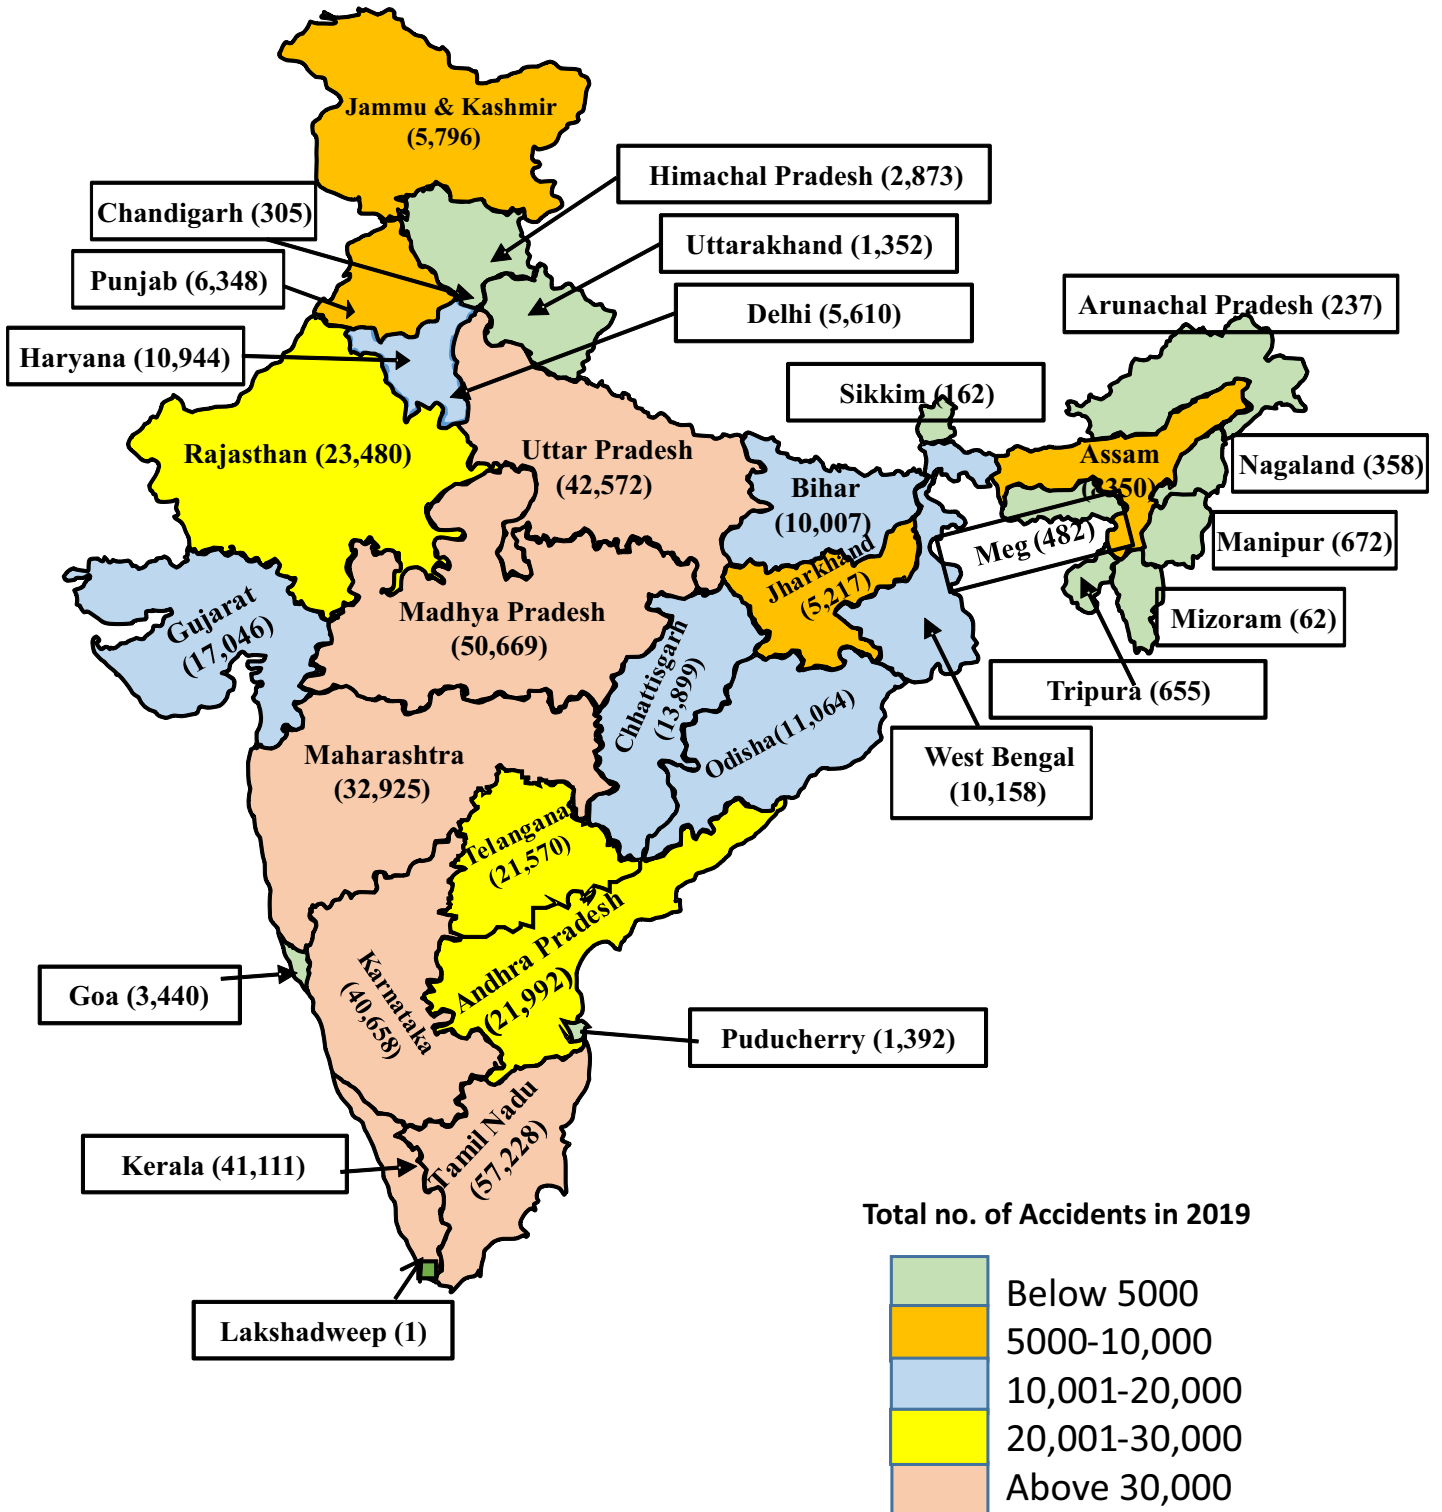 Jammu & Kashmir
(5,796)
Himachal Pradesh (2,873)
Chandigarh (305)
Uttarakhand (1,352)
Punjab (6,348)
Delhi (5,610)
Arunachal Pradesh (237)
Haryana (10,944)
Sikkim (162)
Rajasthan (23,480)
Uttar Pradesh
(42,572)
Bihar
(10,007)
Assam
(8350)
Nagaland (358)
Meg (482)
Manipur (672)
Jharkhand
(5,217)
Gujarat
(17,046)
Madhya Pradesh
(50,669)
Mizoram (62)
Chhattisgarh
(13,899)
Tripura (655)
Odisha(11,064)
Maharashtra
(32,925)
West Bengal
(10,158)
Telangana
(21,570)
Andhra Pradesh
(21,992)
Karnataka
(40,658)
Goa (3,440)
Puducherry (1,392)
Tamil Nadu
(57,228)
Kerala (41,111)
Lakshadweep (1)
Total no. of Accidents in 2019
Below 5000
5000-10,000
10,001-20,000
20,001-30,000
Above 30,000